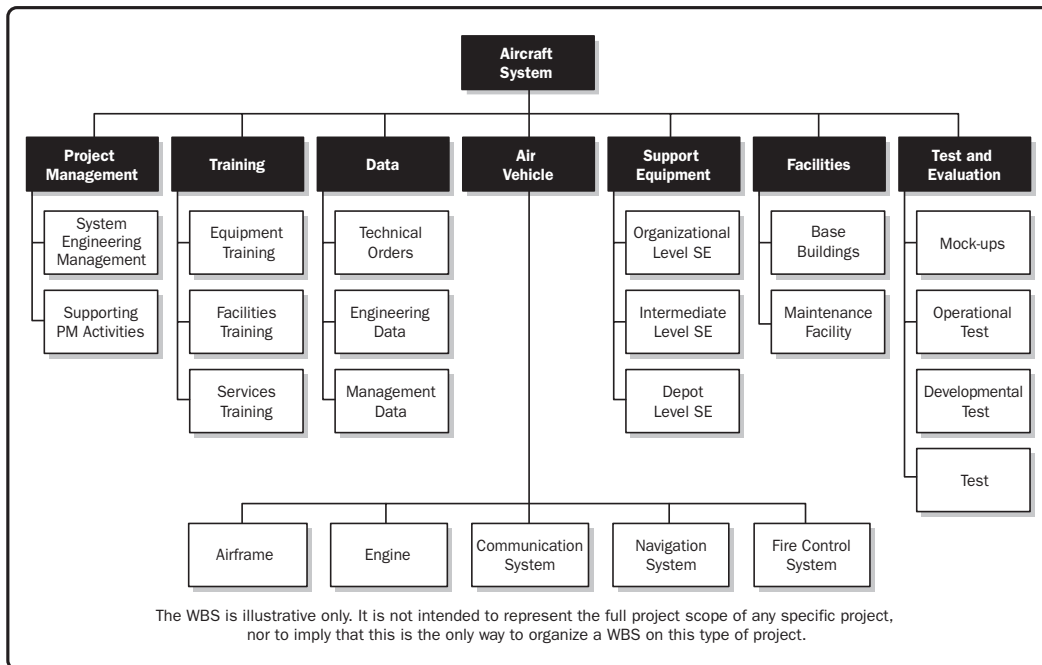 Aircraft
System
Project
Management
Training
Data
Air
Vehicle
Support
Equipment
Facilities
Test and
Evaluation
System
Engineering
Management
Equipment
Training
Technical
Orders
Organizational
Level SE
Base
Buildings
Mock-ups
Supporting
PM Activities
Facilities
Training
Engineering
Data
Intermediate
Level SE
Maintenance
Facility
Operational
Test
Services
Training
Management
Data
Depot
Level SE
Developmental
Test
Test
Airframe
Engine
Communication
System
Navigation
System
Fire Control
System
The WBS is illustrative only. It is not intended to represent the full project scope of any specific project,
nor to imply that this is the only way to organize a WBS on this type of project.